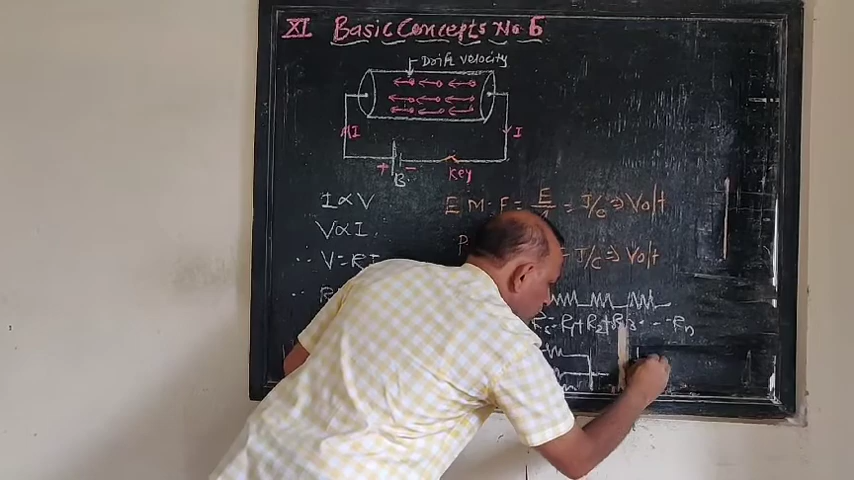 XI Basic Concepts No 6
Drift velocity
I I
+ B - key
I∝V
E M F = E = J/C ⇒ Volt
V∝I
= J/C ⇒ Volt
∴ V=RI
∴ R
Rs= R1+R2+R3 - - - Rn